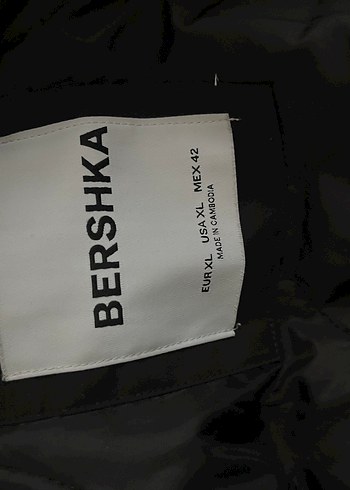 BERSHKA
EUR XL USA XL MEX 42
MADE IN CAMBODIA